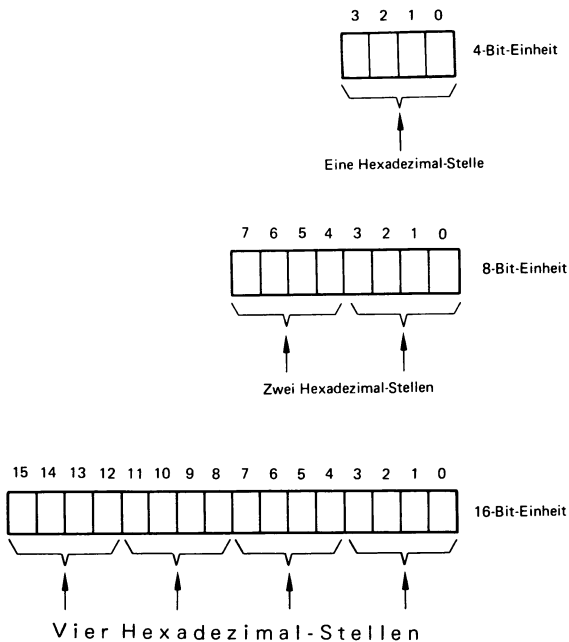 3 2 1 0
4-Bit-Einheit
Eine Hexadezimal-Stelle
7 6 5 4 3 2 1 0
8-Bit-Einheit
Zwei Hexadezimal-Stellen
15 14 13 12 11 10 9 8 7 6 5 4 3 2 1 0
16-Bit-Einheit
Vier Hexadezimal-Stellen